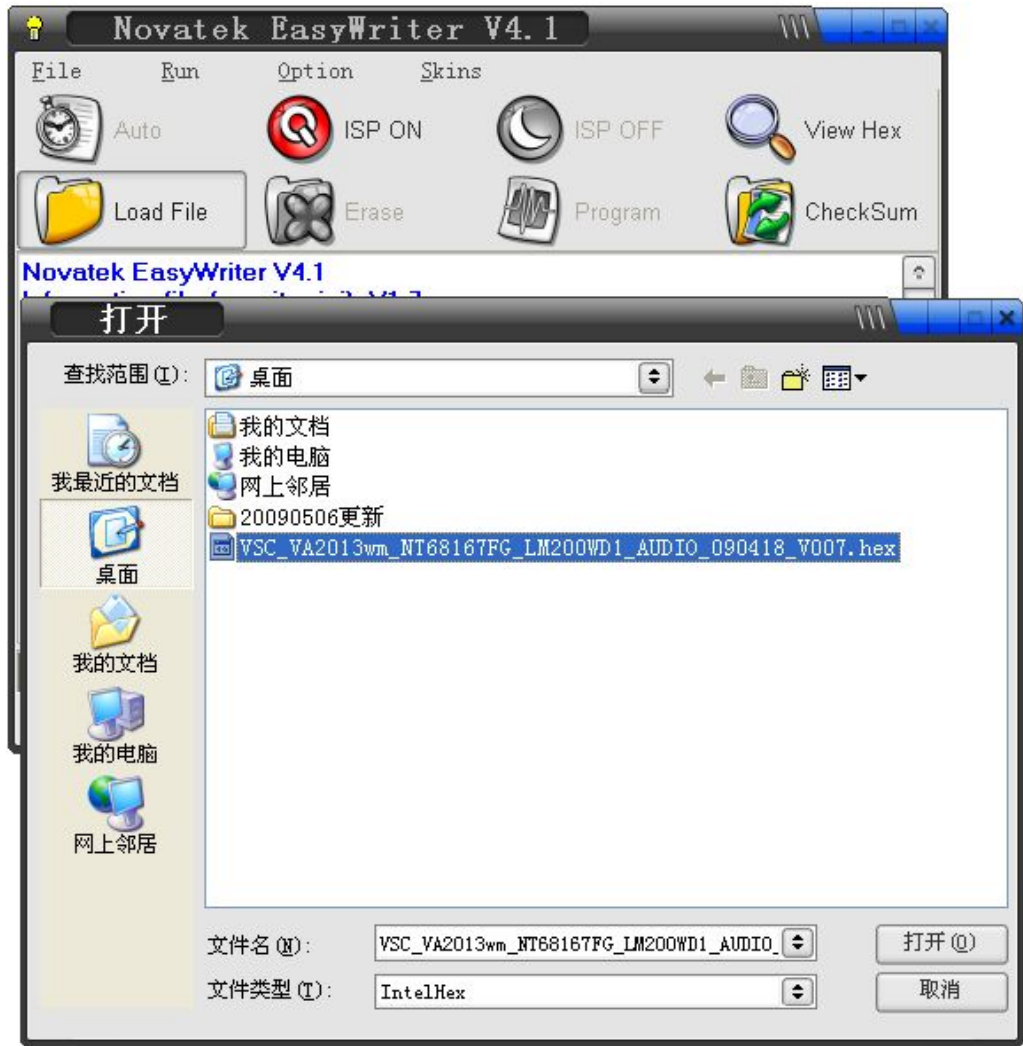 Novatek EasyWriter V4.1
File Run Option Skins
Auto ISP ON ISP OFF View Hex
Load File Erase Program CheckSum
Novatek EasyWriter V4.1
打开
查找范围(I): 桌面
我的文档
我的电脑
网上邻居
20090506更新
VSC_VA2013wm_NT68167FG_LM200WD1_AUDIO_090418_V007.hex
我最近的文档
桌面
我的文档
我的电脑
网上邻居
文件名(N): VSC_VA2013wm_NT68167FG_LM200WD1_AUDIO_ 打开(O)
文件类型(T): IntelHex 取消